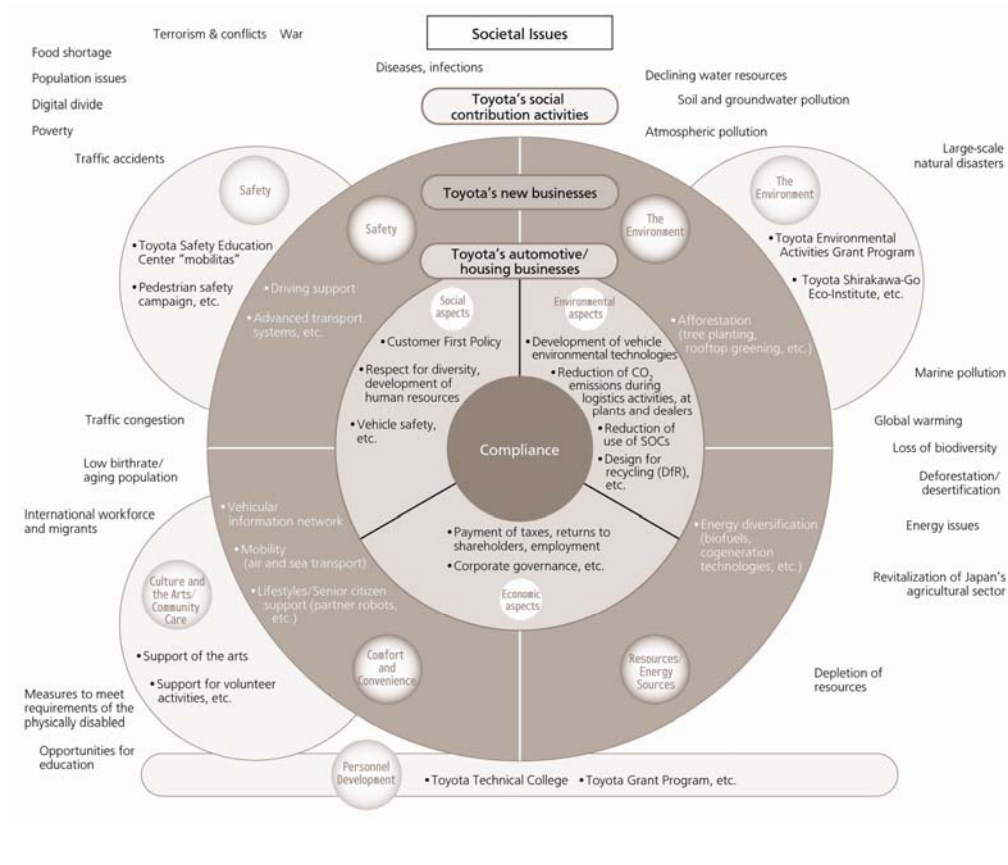 Societal Issues
Terrorism & conflicts
War
Food shortage
Population issues
Digital divide
Poverty
Diseases, infections
Declining water resources
Soil and groundwater pollution
Atmospheric pollution
Large-scale
natural disasters
Toyota's social
contribution activities
Traffic accidents
Safety
• Toyota Safety Education
Center "mobilitas"
• Pedestrian safety
campaign, etc.
The
Environment
• Toyota Environmental
Activities Grant Program
• Toyota Shirakawa-Go
Eco-Institute, etc.
Toyota's new businesses
Safety
• Driving support
• Advanced transport
systems, etc.
The
Environment
• Afforestation
(tree planting,
rooftop greening, etc.)
Toyota's automotive/
housing businesses
Social
aspects
• Customer First Policy
• Respect for diversity,
development of
human resources
• Vehicle safety,
etc.
Environmental
aspects
• Development of vehicle
environmental technologies
• Reduction of CO2
emissions during
logistics activities, at
plants and dealers
• Reduction of
use of SOCs
• Design for
recycling (DfR),
etc.
Compliance
• Payment of taxes, returns to
shareholders, employment
• Corporate governance, etc.
Economic
aspects
Traffic congestion
Low birthrate/
aging population
International workforce
and migrants
Marine pollution
Global warming
Loss of biodiversity
Deforestation/
desertification
Energy issues
Revitalization of Japan's
agricultural sector
Depletion of
resources
• Vehicular
information network
• Mobility
(air and sea transport)
• Lifestyles/Senior citizen
support (partner robots,
etc.)
Comfort
and
Convenience
• Energy diversification
(biofuels,
cogeneration
technologies, etc.)
Resources/
Energy
Sources
Culture and
the Arts/
Community
Care
• Support of the arts
• Support for volunteer
activities, etc.
Measures to meet
requirements of the
physically disabled
Opportunities for
education
Personnel
Development
• Toyota Technical College
• Toyota Grant Program, etc.